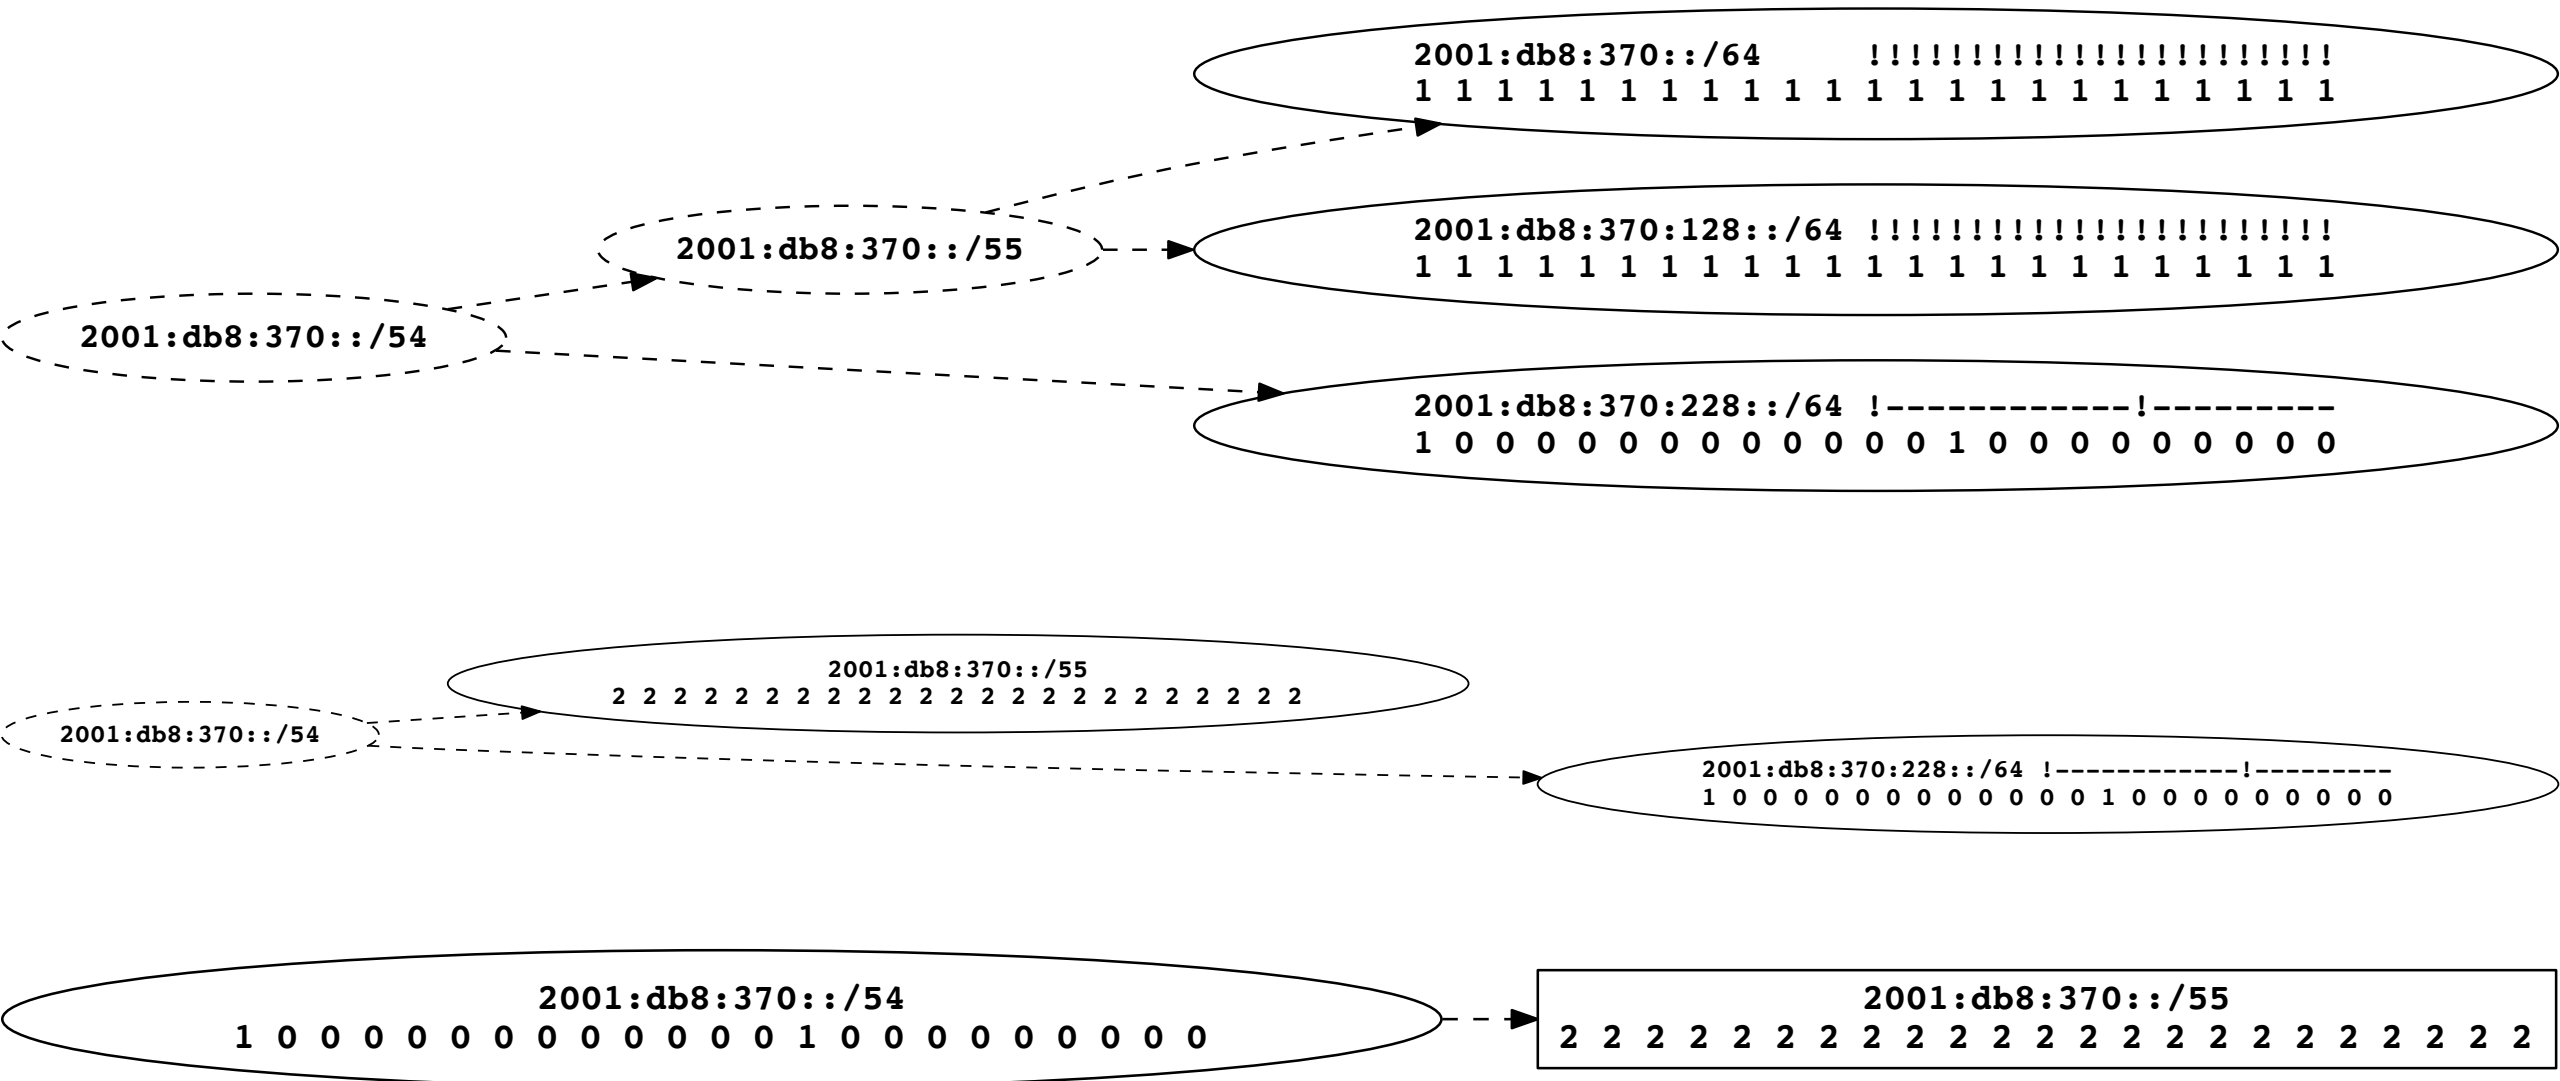 2001:db8:370::/64     !!!!!!!!!!!!!!!!!!!!!!!
1 1 1 1 1 1 1 1 1 1 1 1 1 1 1 1 1 1 1 1 1 1 1
2001:db8:370:128::/64 !!!!!!!!!!!!!!!!!!!!!!!
1 1 1 1 1 1 1 1 1 1 1 1 1 1 1 1 1 1 1 1 1 1 1
2001:db8:370::/55
2001:db8:370::/54
2001:db8:370:228::/64 !------------!---------
1 0 0 0 0 0 0 0 0 0 0 0 0 1 0 0 0 0 0 0 0 0 0
2001:db8:370::/55
2 2 2 2 2 2 2 2 2 2 2 2 2 2 2 2 2 2 2 2 2 2 2
2001:db8:370::/54
2001:db8:370:228::/64 !------------!---------
1 0 0 0 0 0 0 0 0 0 0 0 0 1 0 0 0 0 0 0 0 0 0
2001:db8:370::/54
1 0 0 0 0 0 0 0 0 0 0 0 0 1 0 0 0 0 0 0 0 0 0
2001:db8:370::/55
2 2 2 2 2 2 2 2 2 2 2 2 2 2 2 2 2 2 2 2 2 2 2